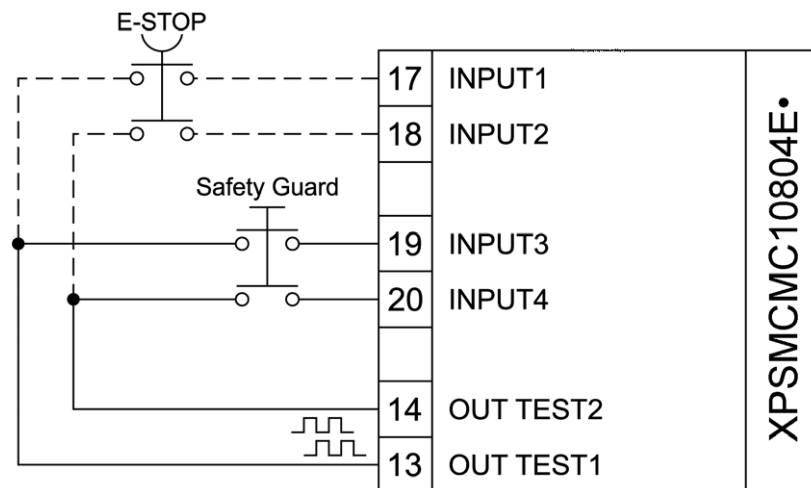 E-STOP
17 INPUT1
18 INPUT2
Safety Guard
19 INPUT3
20 INPUT4
14 OUT TEST2
13 OUT TEST1
XPSMCMC10804E•